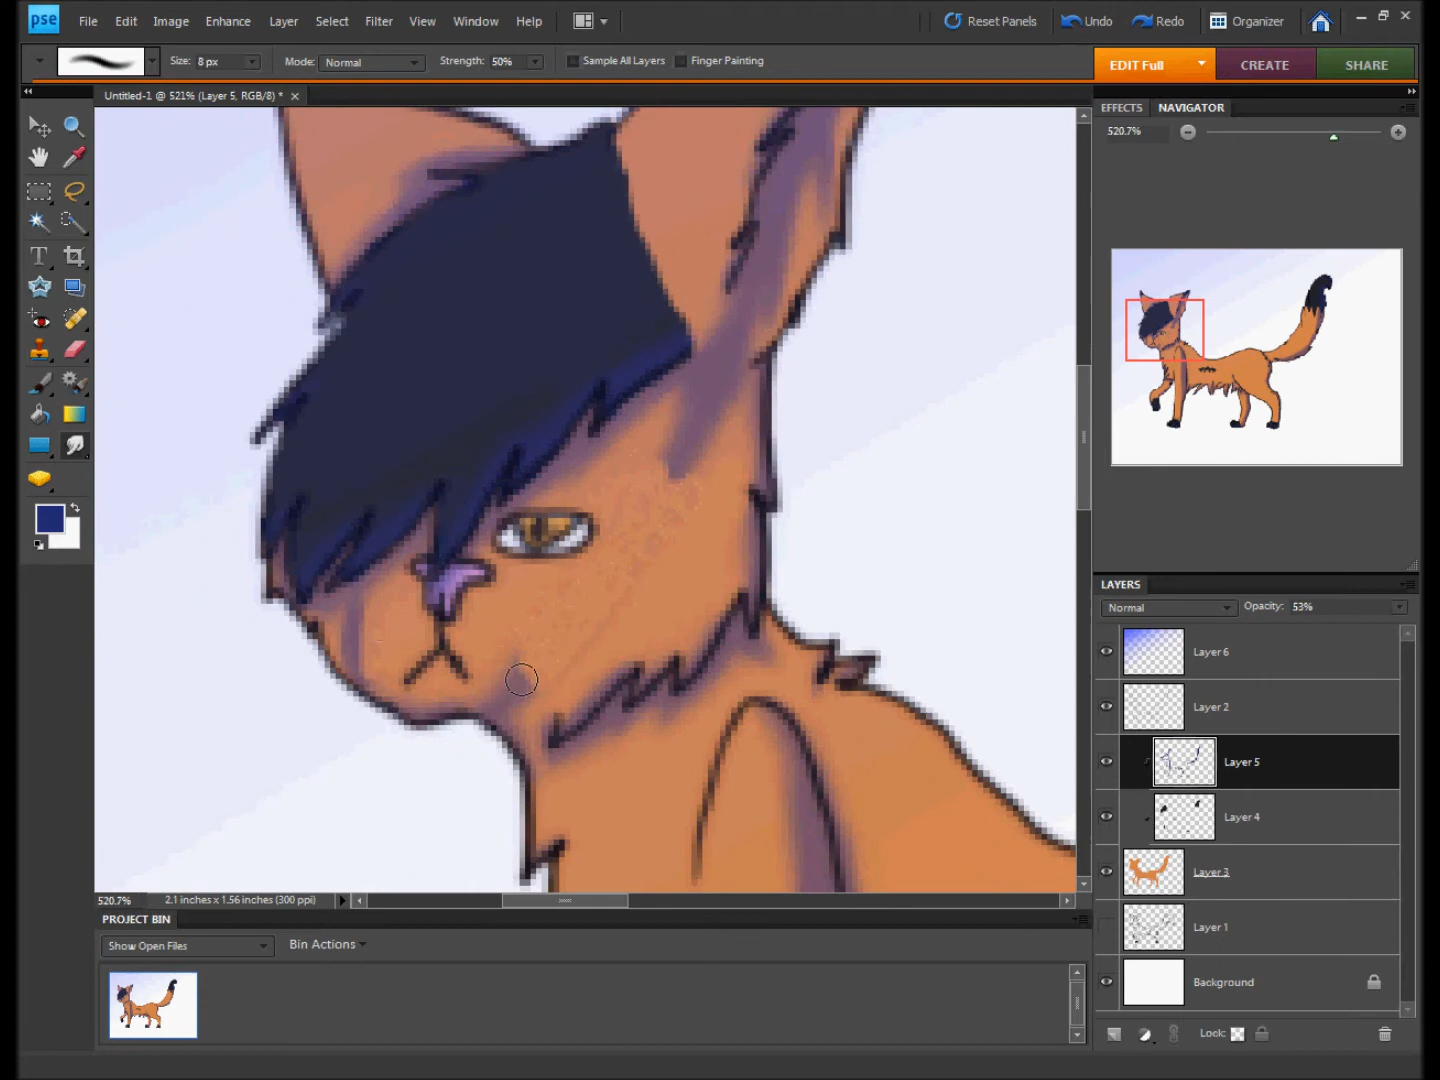 pse File Edit Image Enhance Layer Select Filter View Window Help Reset Panels Undo Redo Organizer
Size: 8 px Mode: Normal Strength: 50% Sample All Layers Finger Painting EDIT Full CREATE SHARE
Untitled-1 @ 521% (Layer 5, RGB/8) *
EFFECTS NAVIGATOR
520.7%
LAYERS
Normal Opacity: 53%
Layer 6
Layer 2
Layer 5
Layer 4
Layer 3
Layer 1
Background
Lock:
520.7% 2.1 inches x 1.56 inches (300 ppi)
PROJECT BIN
Show Open Files Bin Actions